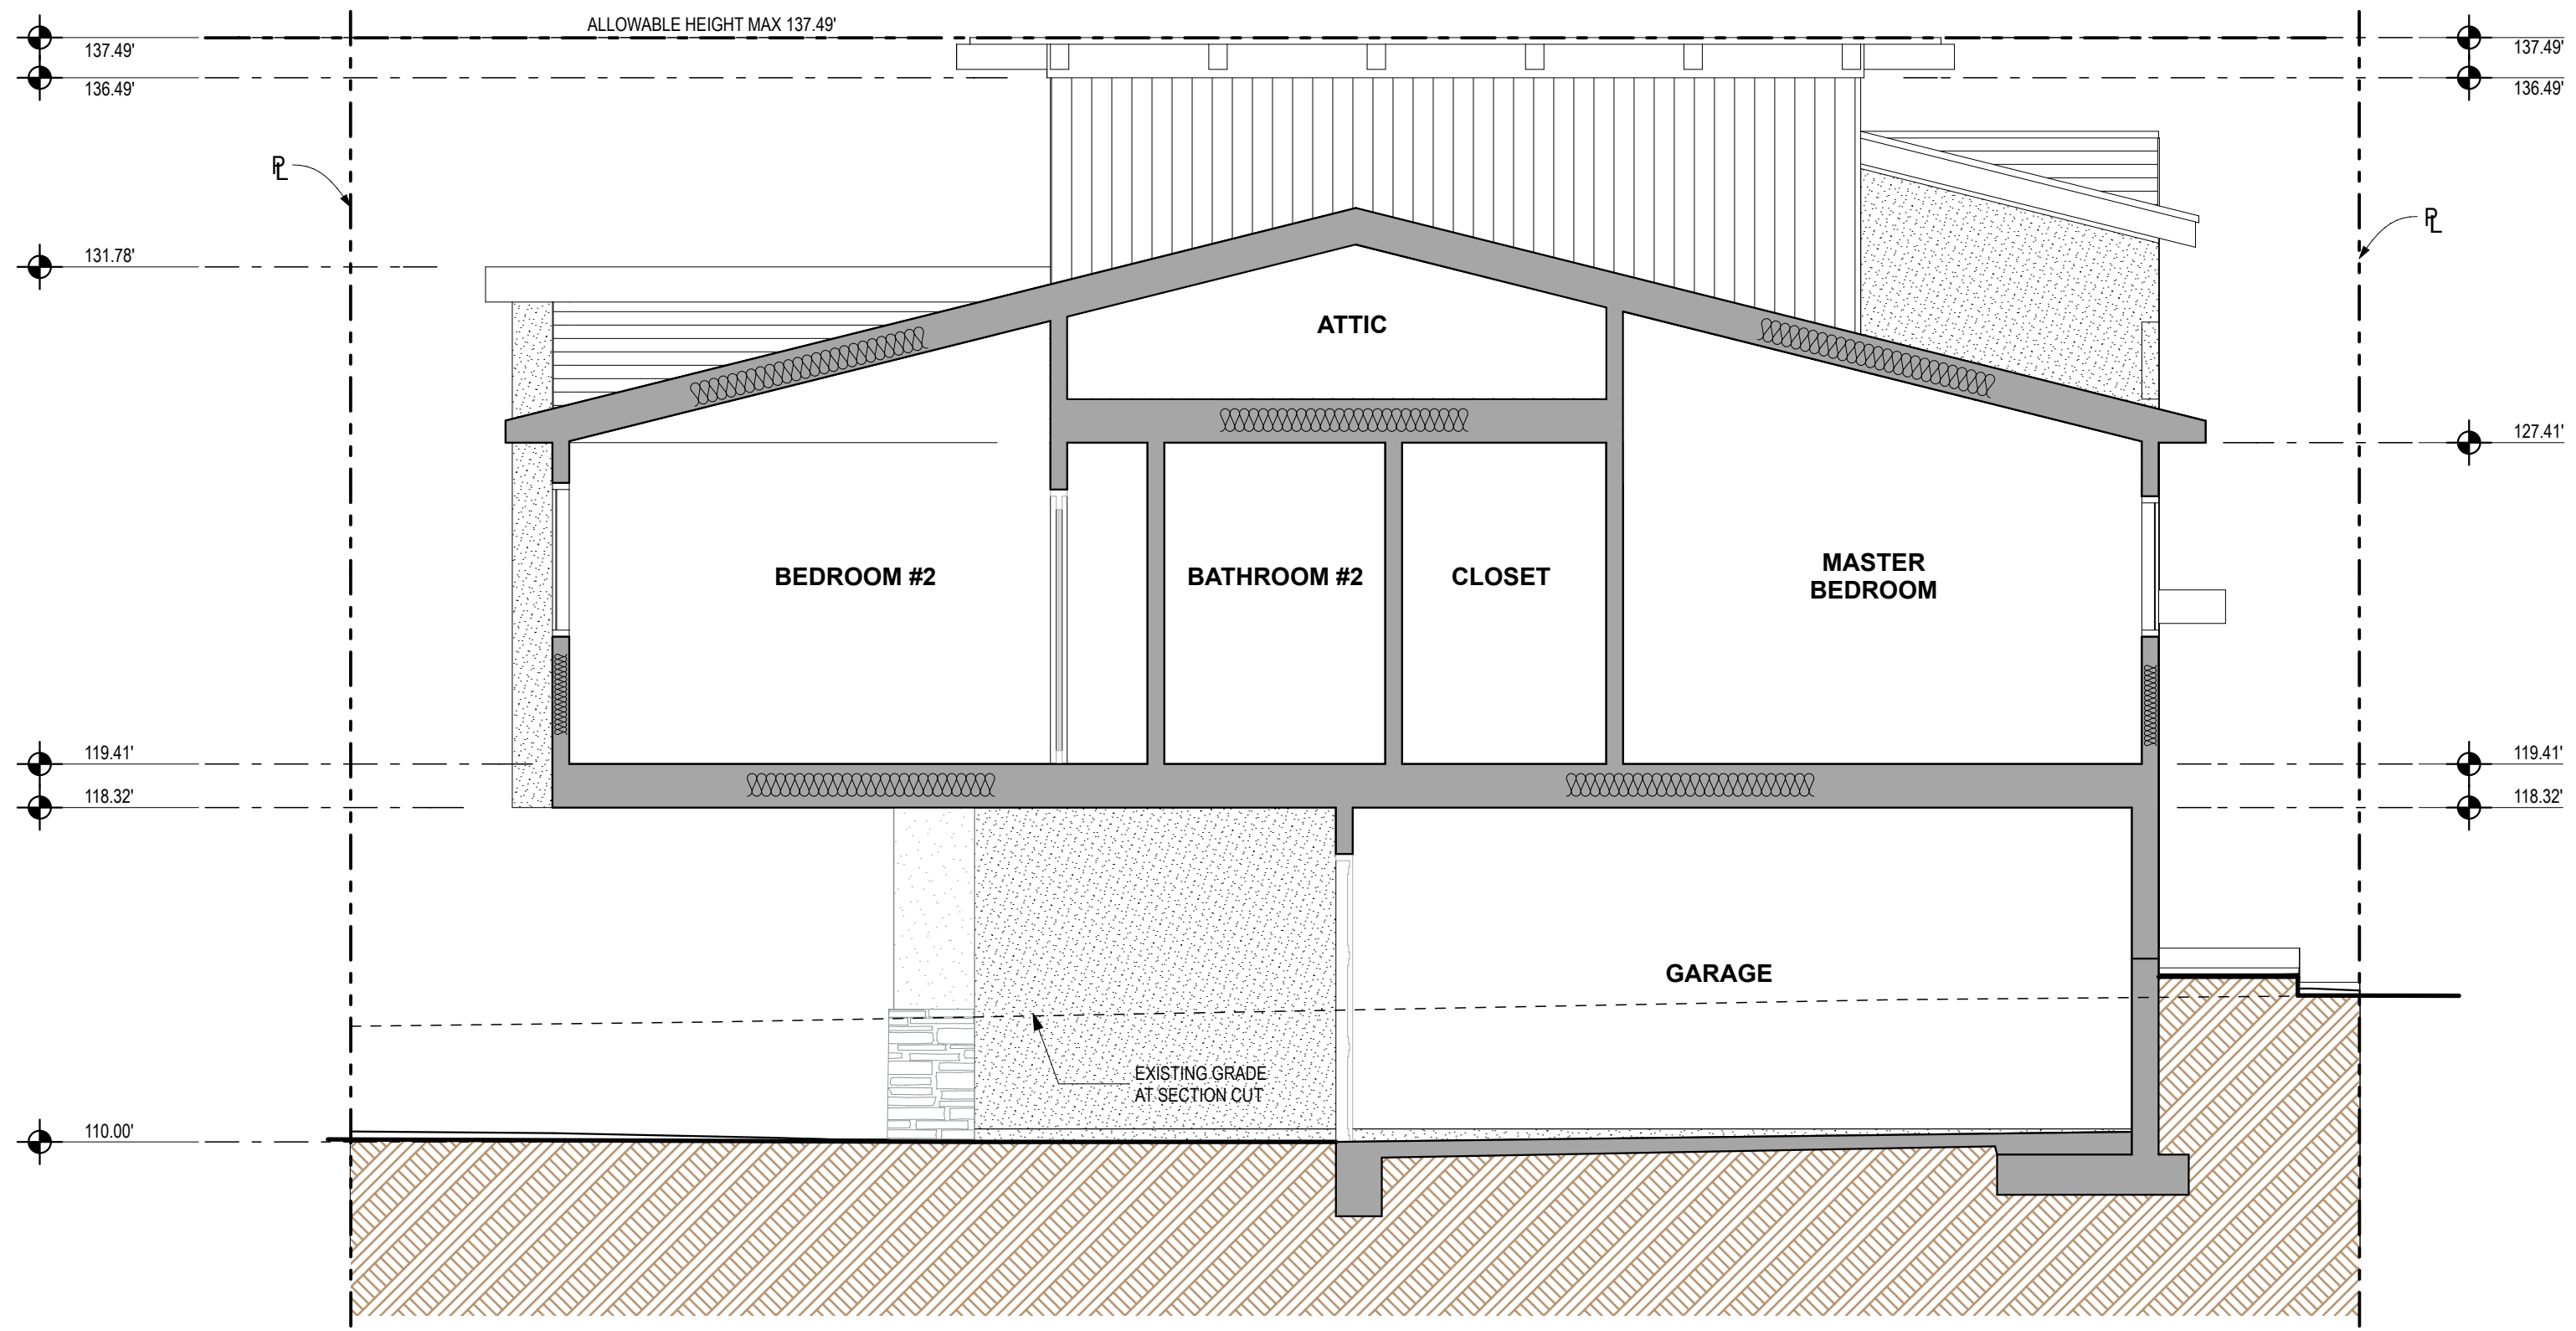 ALLOWABLE HEIGHT MAX 137.49'
137.49'
137.49'
136.49'
136.49'
℄
℄
131.78'
ATTIC
127.41'
BEDROOM #2
BATHROOM #2
CLOSET
MASTER
BEDROOM
119.41'
119.41'
118.32'
118.32'
GARAGE
EXISTING GRADE
AT SECTION CUT
110.00'